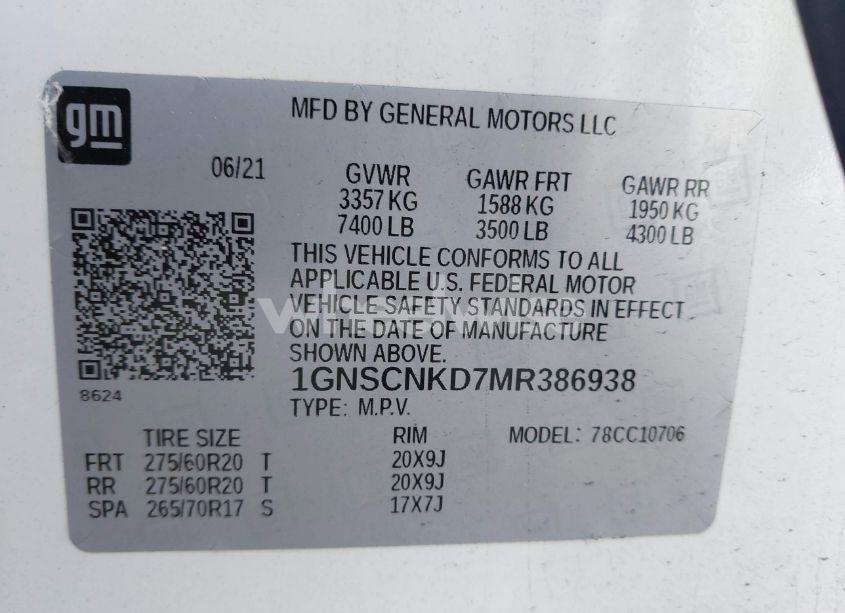 gm
MFD BY GENERAL MOTORS LLC
06/21
GVWR GAWR FRT GAWR RR
3357 KG 1588 KG 1950 KG
7400 LB 3500 LB 4300 LB
THIS VEHICLE CONFORMS TO ALL
APPLICABLE U.S. FEDERAL MOTOR
VEHICLE SAFETY STANDARDS IN EFFECT
ON THE DATE OF MANUFACTURE
SHOWN ABOVE.
1GNSCNKD7MR386938
8624
TYPE: M.P.V.
TIRE SIZE RIM MODEL: 78CC10706
FRT 275/60R20 T 20X9J
RR 275/60R20 T 20X9J
SPA 265/70R17 S 17X7J